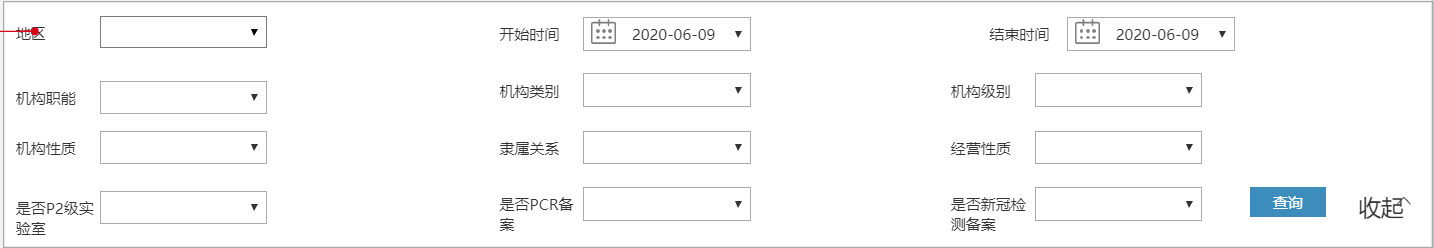 地区 开始时间 2020-06-09 结束时间 2020-06-09
机构职能 机构类别 机构级别
机构性质 隶属关系 经营性质
是否P2级实 是否PCR备 是否新冠检 查询 收起
验室 案 测备案